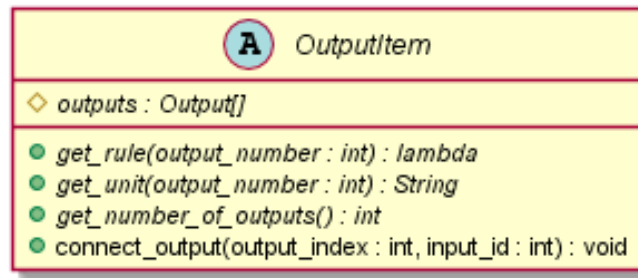 A OutputItem
outputs : Output[]
get_rule(output_number : int) : lambda
get_unit(output_number : int) : String
get_number_of_outputs() : int
connect_output(output_index : int, input_id : int) : void